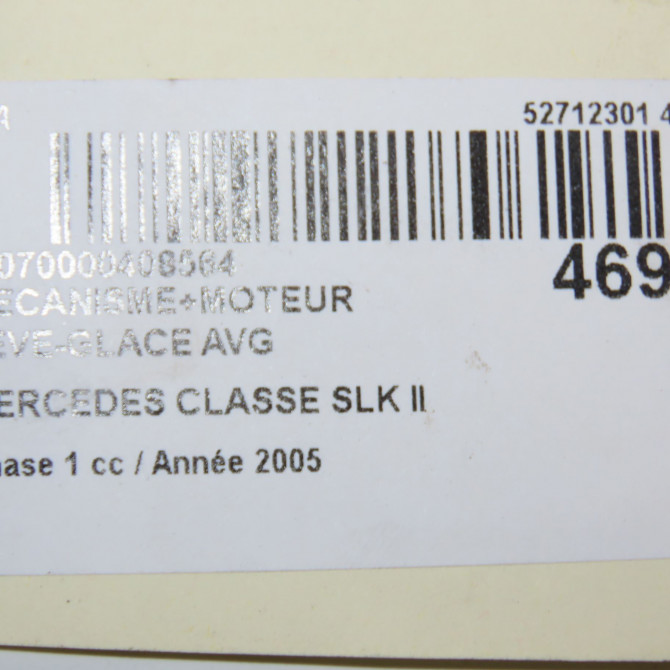 A
52712301 4
070000408564
469
ECANISME+MOTEUR
EVE-GLACE AVG
ERCEDES CLASSE SLK II
hase 1 cc / Année 2005